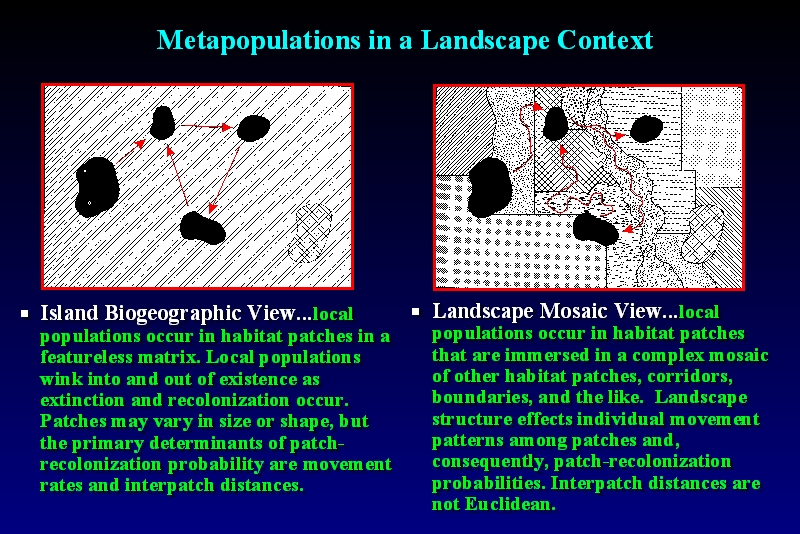 Metapopulations in a Landscape Context
Island Biogeographic View...local
populations occur in habitat patches in a
featureless matrix. Local populations
wink into and out of existence as
extinction and recolonization occur.
Patches may vary in size or shape, but
the primary determinants of patch-
recolonization probability are movement
rates and interpatch distances.
Landscape Mosaic View...local
populations occur in habitat patches
that are immersed in a complex mosaic
of other habitat patches, corridors,
boundaries, and the like. Landscape
structure effects individual movement
patterns among patches and,
consequently, patch-recolonization
probabilities. Interpatch distances are
not Euclidean.